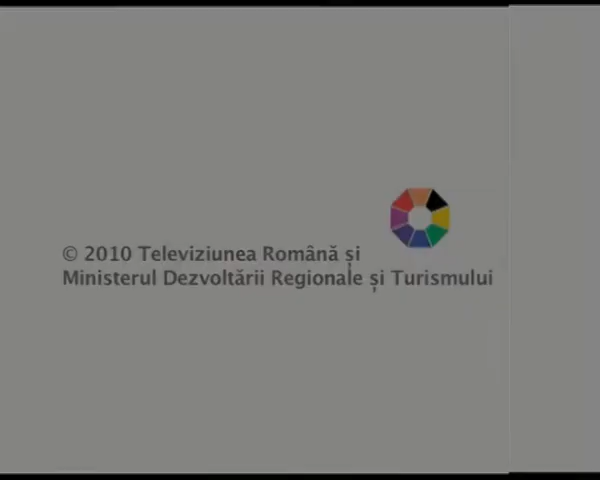 © 2010 Televiziunea Română și
Ministerul Dezvoltării Regionale și Turismului